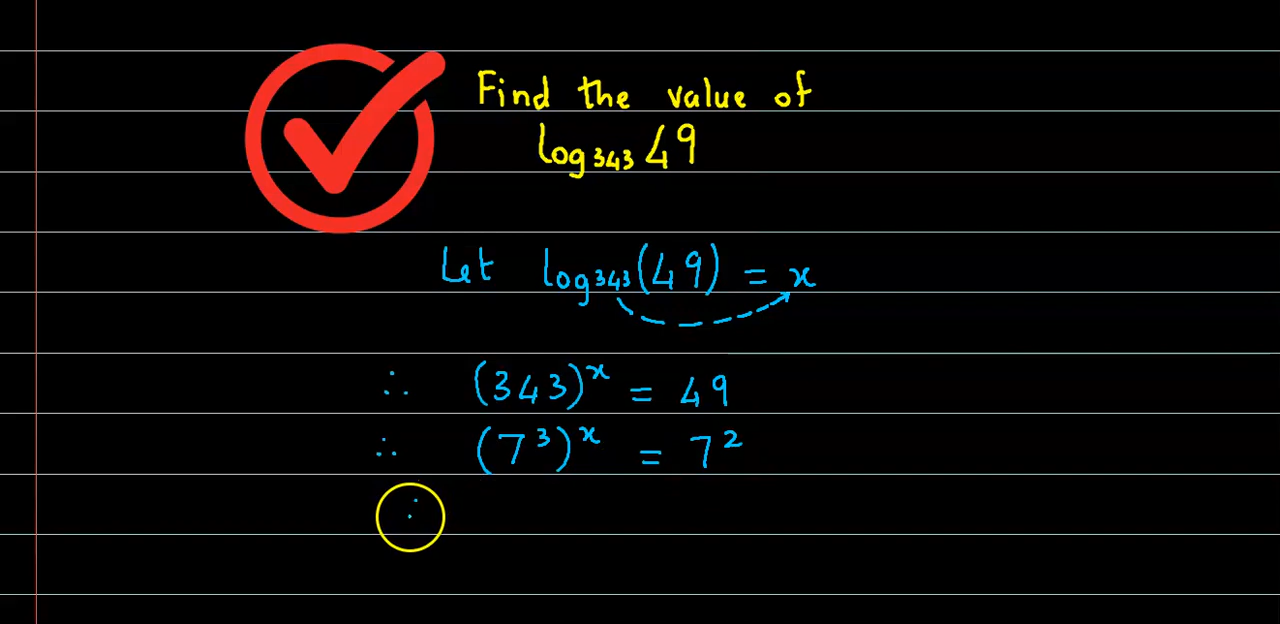 Find the value of
log₃₄₃ 49
Let log₃₄₃(49) = x
∴ (343)ˣ = 49
∴ (7³)ˣ = 7²